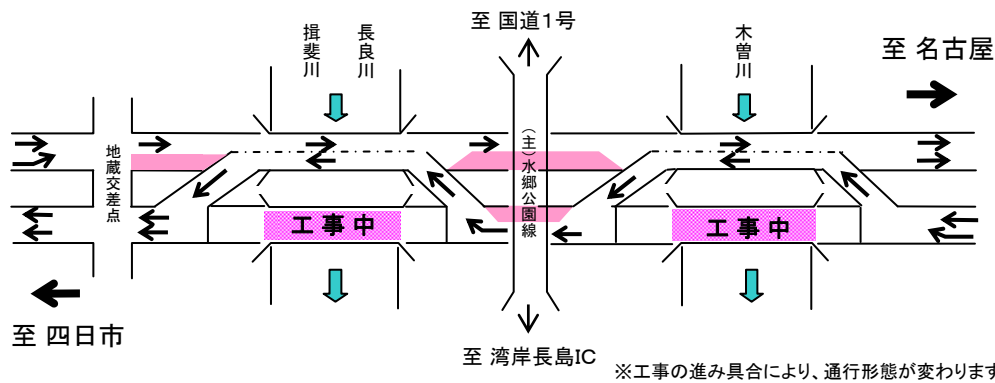 至 国道1号
揖斐川
長良川
木曽川
至 名古屋
地蔵交差点
(主)水郷公園線
工事中
工事中
至 四日市
至 湾岸長島IC
※工事の進み具合により、通行形態が変わります